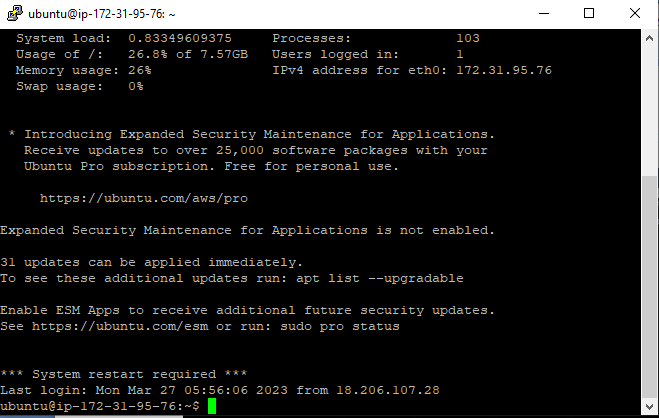 ubuntu@ip-172-31-95-76: ~
System load:  0.83349609375     Processes:             103
Usage of /:   26.8% of 7.57GB   Users logged in:       1
Memory usage: 26%               IPv4 address for eth0: 172.31.95.76
Swap usage:   0%
* Introducing Expanded Security Maintenance for Applications.
Receive updates to over 25,000 software packages with your
Ubuntu Pro subscription. Free for personal use.
https://ubuntu.com/aws/pro
Expanded Security Maintenance for Applications is not enabled.
31 updates can be applied immediately.
To see these additional updates run: apt list --upgradable
Enable ESM Apps to receive additional future security updates.
See https://ubuntu.com/esm or run: sudo pro status
*** System restart required ***
Last login: Mon Mar 27 05:56:06 2023 from 18.206.107.28
ubuntu@ip-172-31-95-76:~$